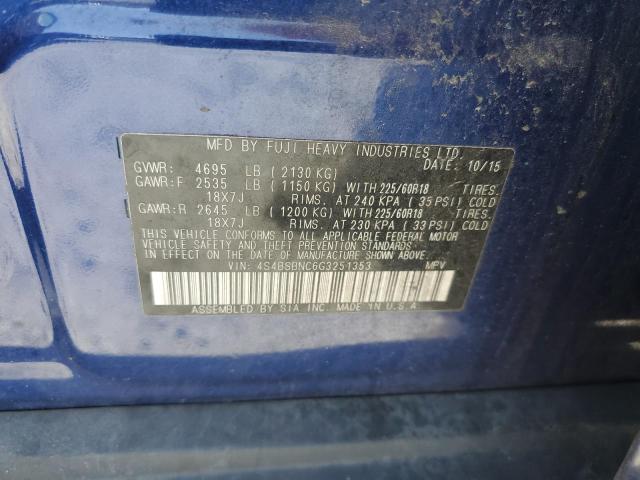 MFD BY FUJI HEAVY INDUSTRIES LTD.
GVWR: 4695 LB (2130 KG) DATE: 10/15
GAWR:F 2535 LB (1150 KG) WITH 225/60R18 TIRES.
18X7J RIMS. AT 240 KPA (35 PSI) COLD
GAWR:R 2645 LB (1200 KG) WITH 225/60R18 TIRES.
18X7J RIMS. AT 230 KPA (33 PSI) COLD
THIS VEHICLE CONFORMS TO ALL APPLICABLE FEDERAL MOTOR
VEHICLE SAFETY AND THEFT PREVENTION STANDARDS
IN EFFECT ON THE DATE OF MANUFACTURE SHOWN ABOVE.
VIN: 4S4BSBNC6G3251353 MPV
ASSEMBLED BY SIA INC. MADE IN U.S.A